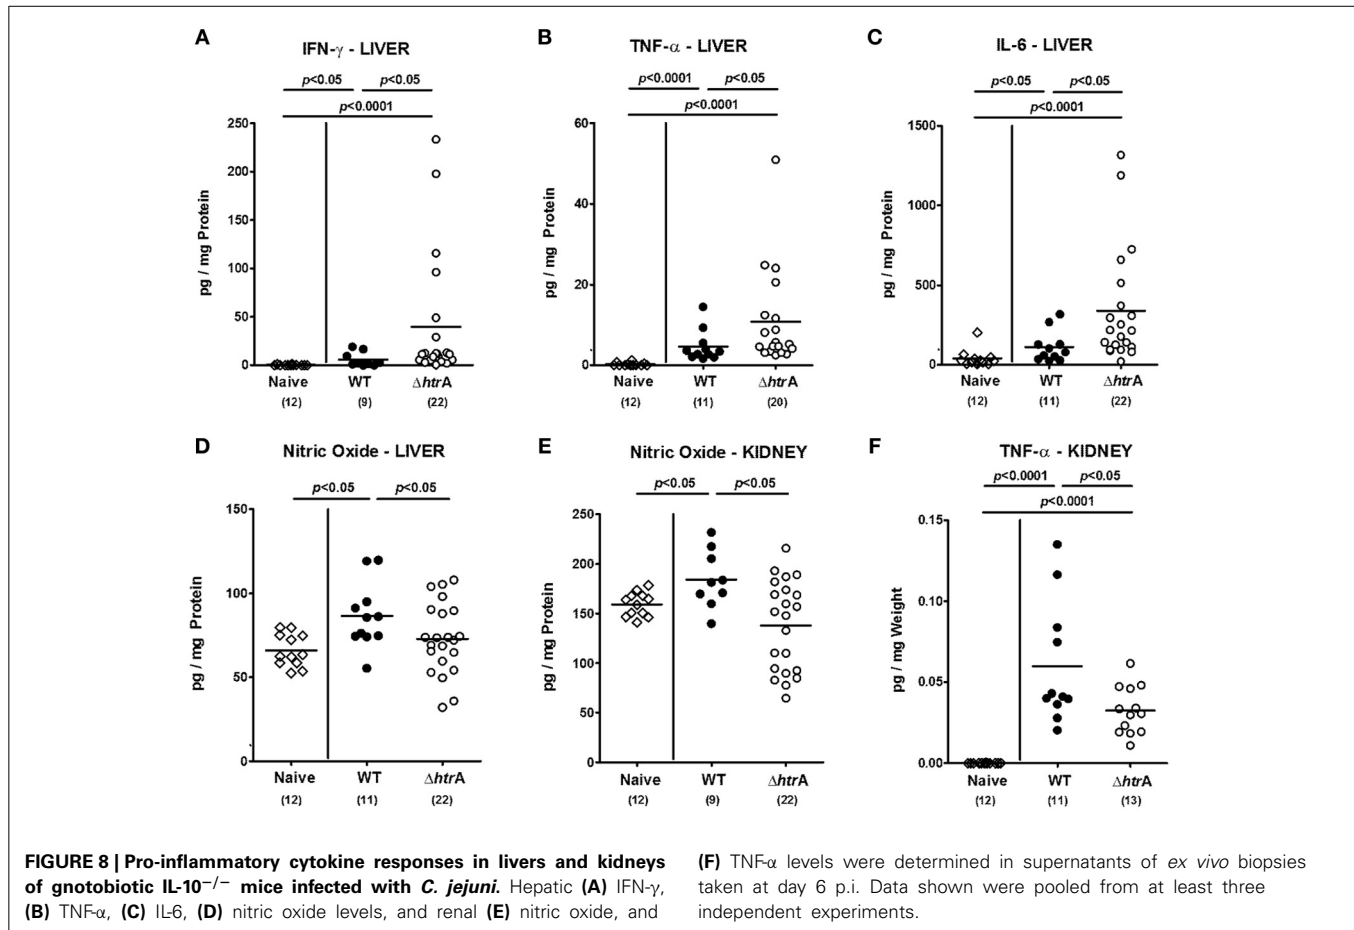 A
IFN-γ - LIVER
p<0.05 p<0.05
p<0.0001
pg / mg Protein
250
200
150
100
50
0
Naive WT ΔhtrA
(12) (9) (22)
B
TNF-α - LIVER
p<0.0001 p<0.05
p<0.0001
pg / mg Protein
60
40
20
0
Naive WT ΔhtrA
(12) (11) (20)
C
IL-6 - LIVER
p<0.05 p<0.05
p<0.0001
pg / mg Protein
1500
1000
500
0
Naive WT ΔhtrA
(12) (11) (22)
D
Nitric Oxide - LIVER
p<0.05 p<0.05
pg / mg Protein
150
100
50
0
Naive WT ΔhtrA
(12) (11) (22)
E
Nitric Oxide - KIDNEY
p<0.05 p<0.05
pg / mg Protein
250
200
150
100
50
0
Naive WT ΔhtrA
(12) (9) (22)
F
TNF-α - KIDNEY
p<0.0001 p<0.05
p<0.0001
pg / mg Weight
0.15
0.10
0.05
0.00
Naive WT ΔhtrA
(12) (11) (13)
FIGURE 8 | Pro-inflammatory cytokine responses in livers and kidneys
of gnotobiotic IL-10−/− mice infected with C. jejuni. Hepatic (A) IFN-γ,
(B) TNF-α, (C) IL-6, (D) nitric oxide levels, and renal (E) nitric oxide, and
(F) TNF-α levels were determined in supernatants of ex vivo biopsies
taken at day 6 p.i. Data shown were pooled from at least three
independent experiments.